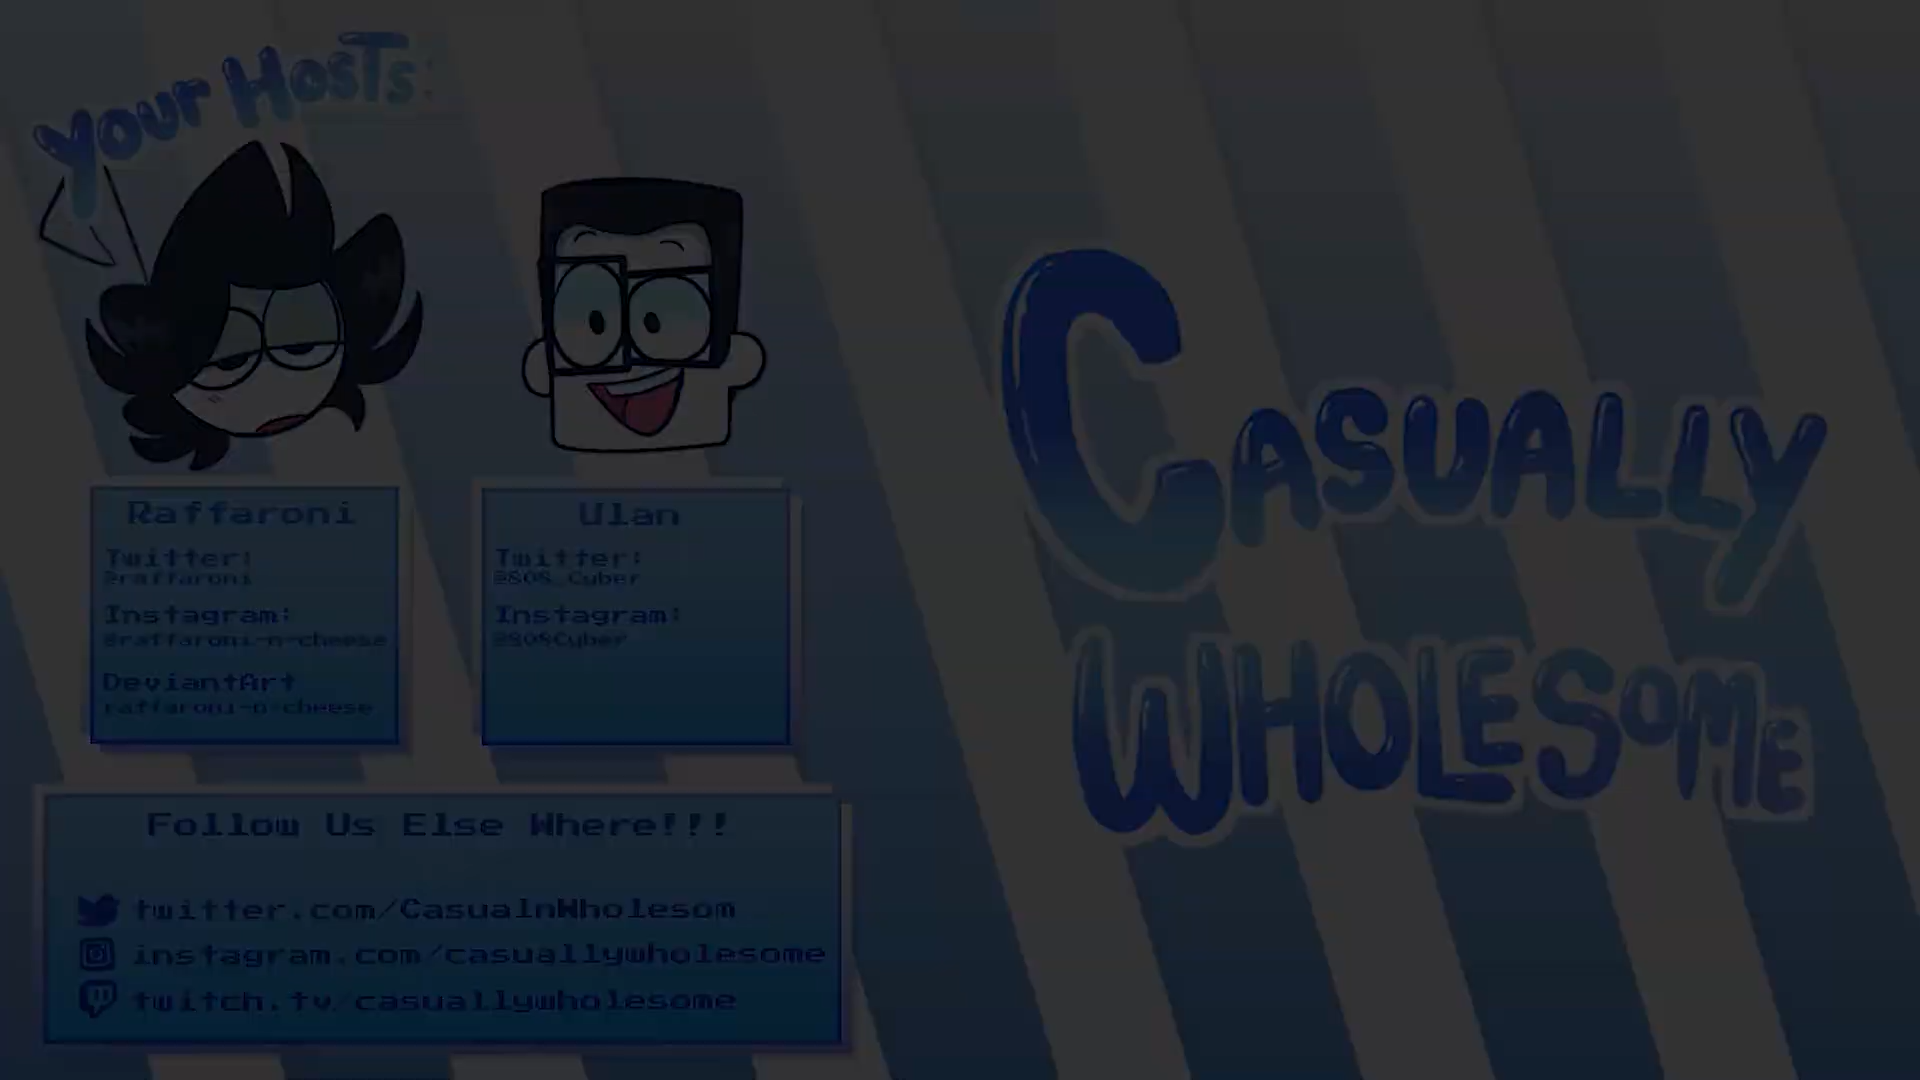 Your Hosts:
Raffaroni
Twitter:
@raffaroni
Instagram:
@raffaroni-n-cheese
DeviantArt
raffaroni-n-cheese
Ulan
Twitter:
@808_Cyber
Instagram:
@808Cyber
Follow Us Else Where!!!
twitter.com/CasualnWholesom
instagram.com/casuallywholesome
twitch.tv/casuallywholesome
Casually
Wholesome